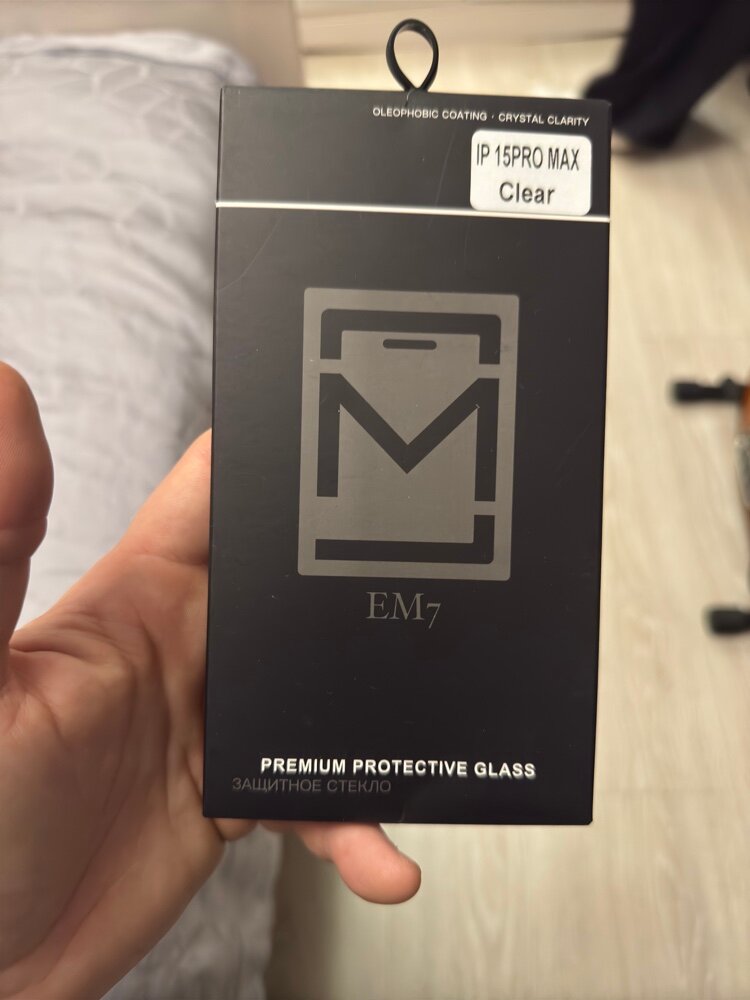 OLEOPHOBIC COATING · CRYSTAL CLARITY
IP 15PRO MAX
Clear
EM7
PREMIUM PROTECTIVE GLASS
ЗАЩИТНОЕ СТЕКЛО